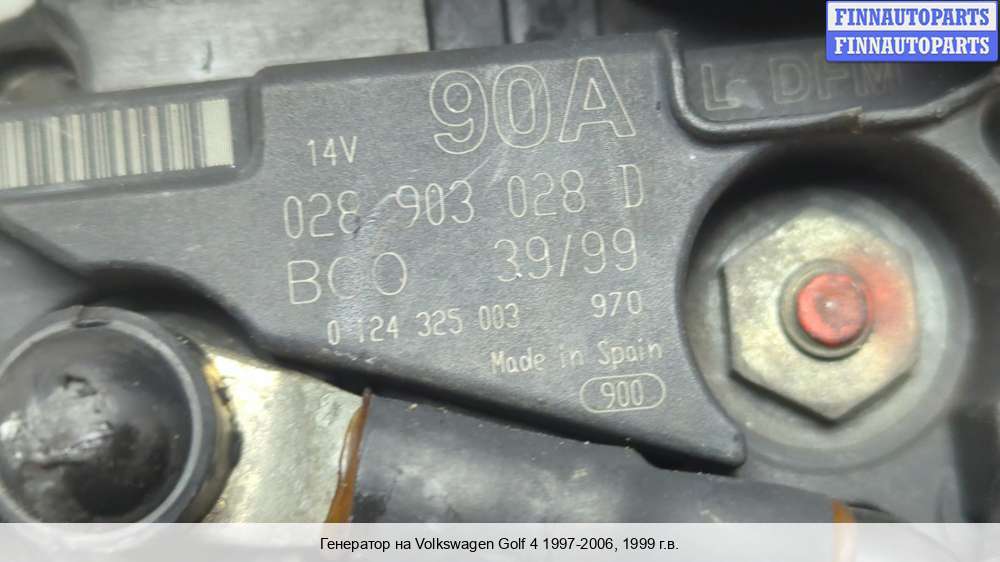 FINNAUTOPARTS
FINNAUTOPARTS
90A
L DFM
14V
028 903 028 D
BCO 39/99
0 124 325 003 970
Made in Spain
900
Генератор на Volkswagen Golf 4 1997-2006, 1999 г.в.